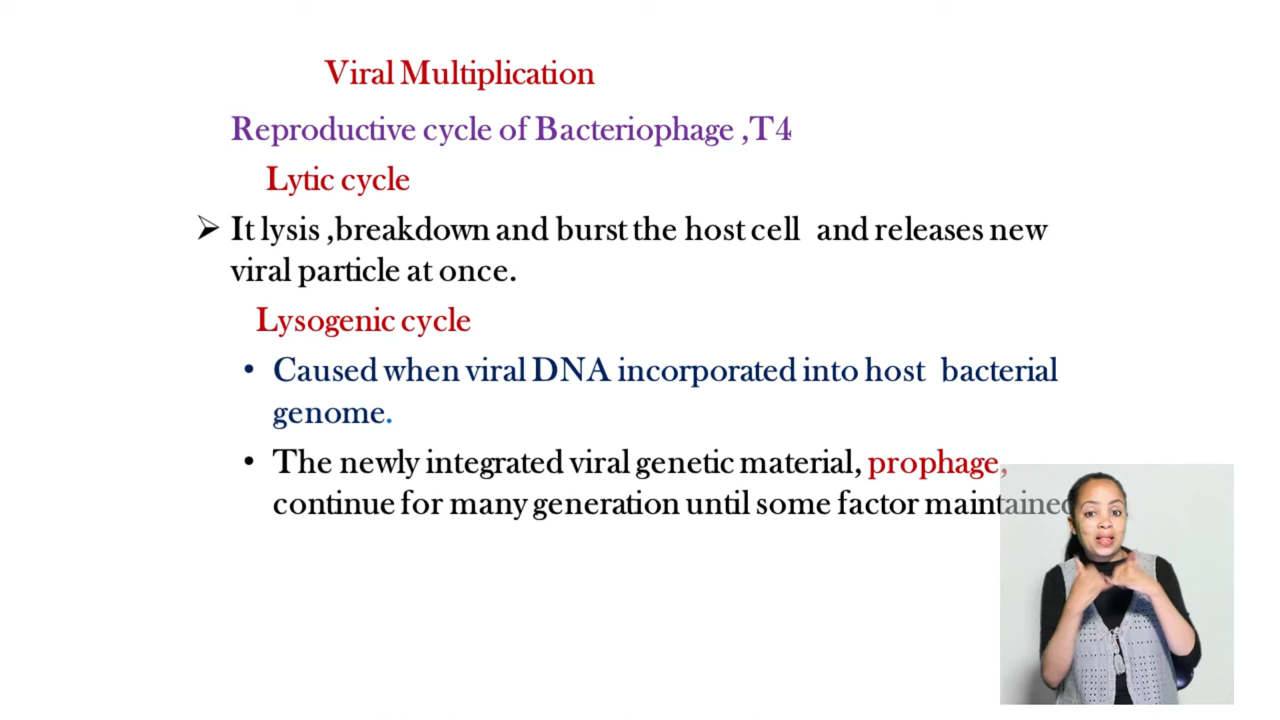 Viral Multiplication
Reproductive cycle of Bacteriophage ,T4
Lytic cycle
➢ It lysis ,breakdown and burst the host cell and releases new
viral particle at once.
Lysogenic cycle
• Caused when viral DNA incorporated into host bacterial
genome.
• The newly integrated viral genetic material, prophage,
continue for many generation until some factor maintained